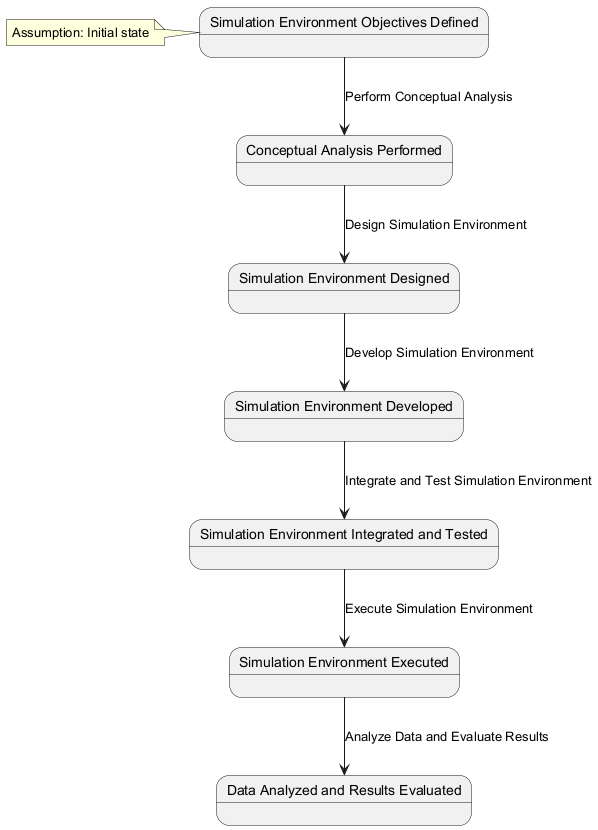 Simulation Environment Objectives Defined
Assumption: Initial state
Perform Conceptual Analysis
Conceptual Analysis Performed
Design Simulation Environment
Simulation Environment Designed
Develop Simulation Environment
Simulation Environment Developed
Integrate and Test Simulation Environment
Simulation Environment Integrated and Tested
Execute Simulation Environment
Simulation Environment Executed
Analyze Data and Evaluate Results
Data Analyzed and Results Evaluated